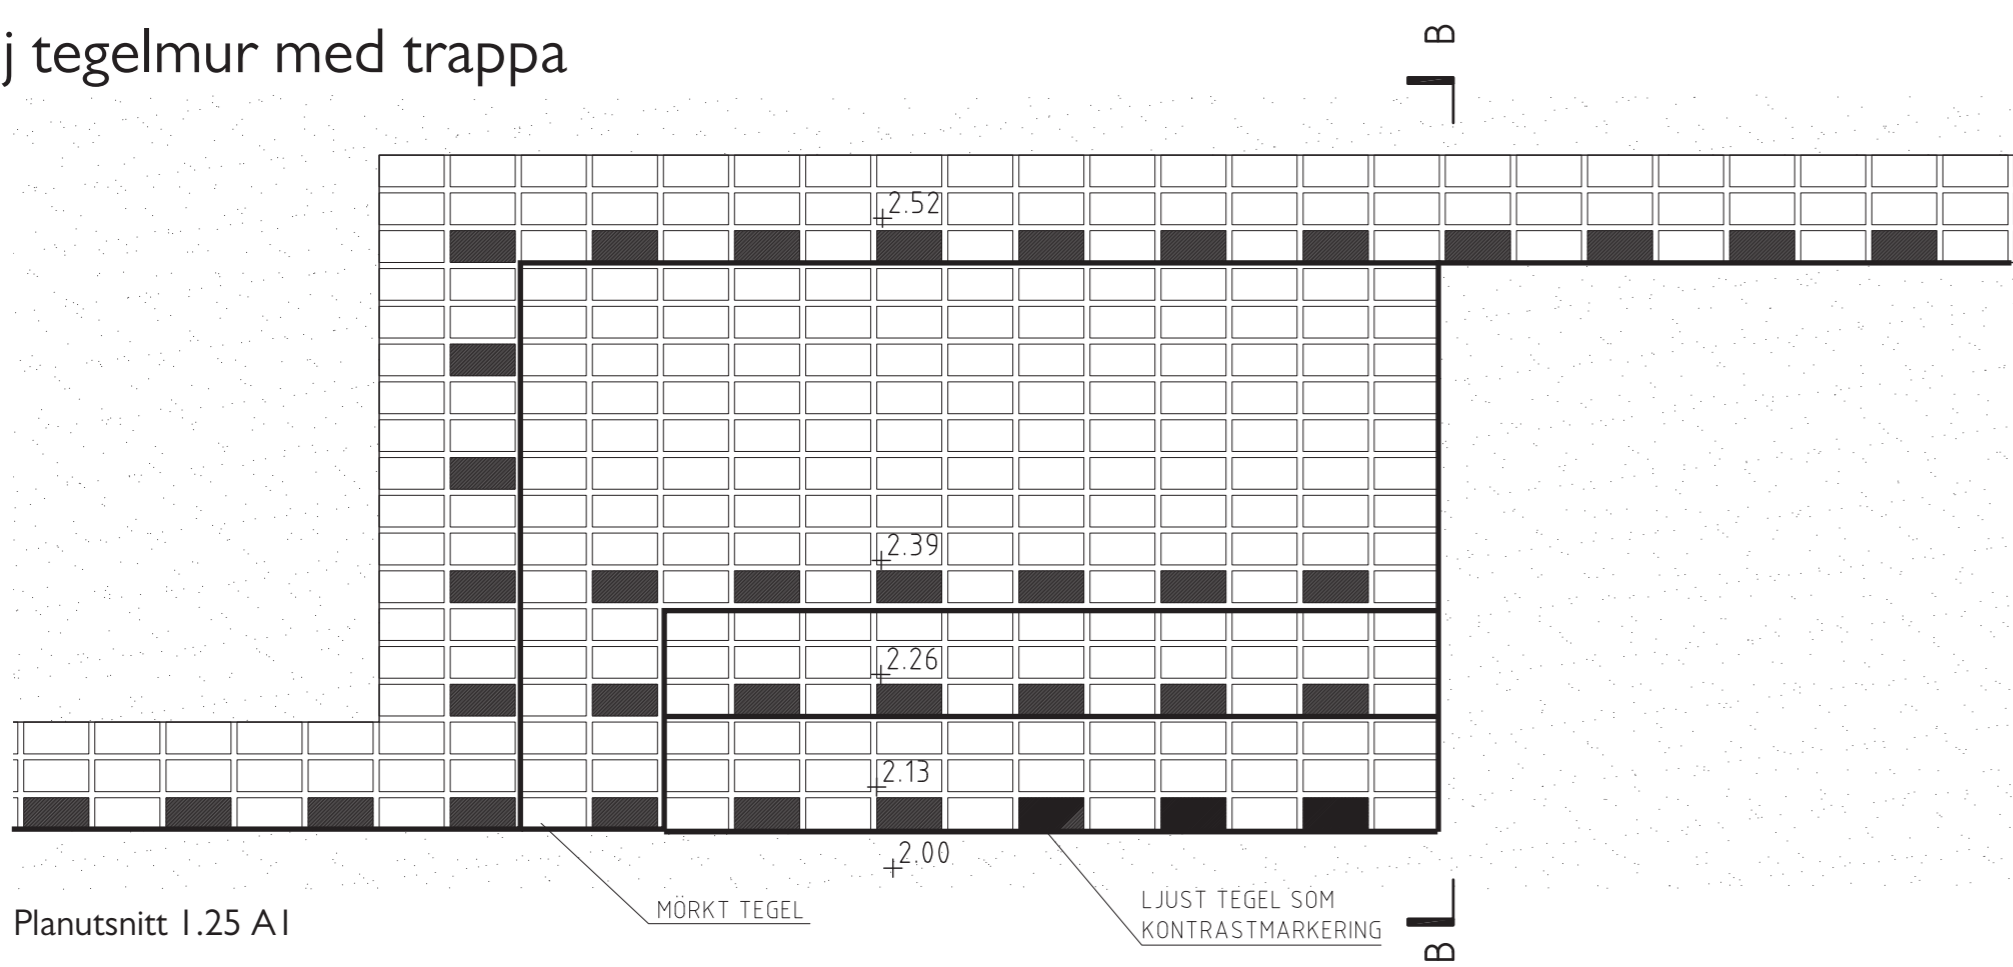 j tegelmur med trappa
B
2.52
2.39
2.26
2.13
2.00
MÖRKT TEGEL
LJUST TEGEL SOM
KONTRASTMARKERING
Planutsnitt 1.25 A1
B